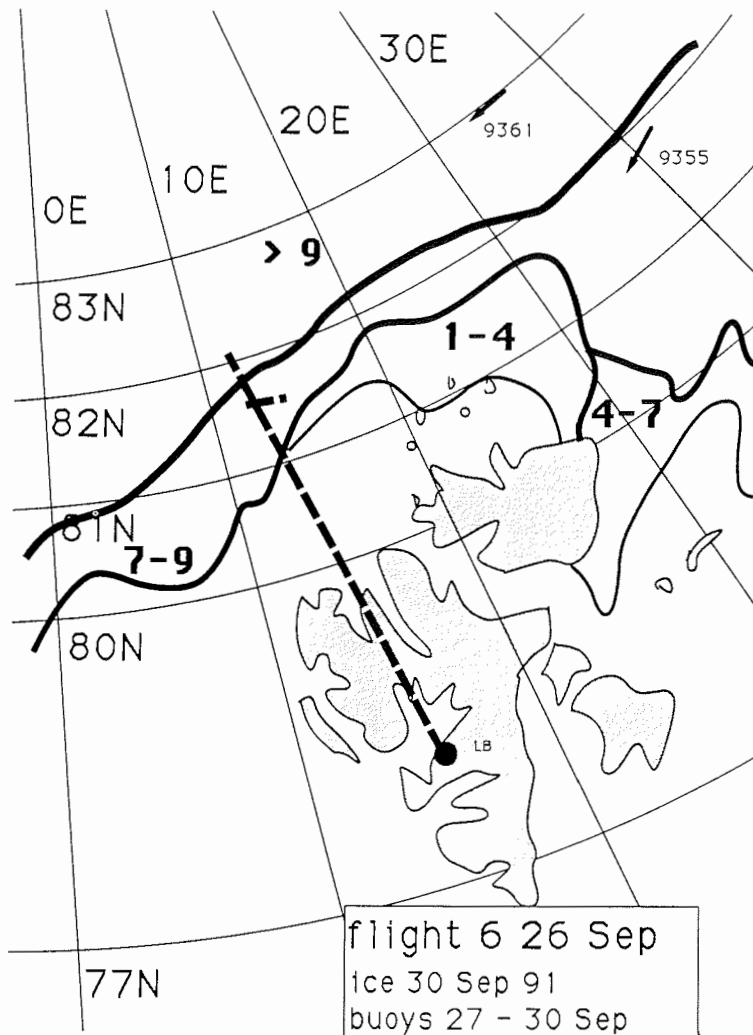 30E
20E
9361
9355
10E
0E
> 9
83N
1-4
82N
4-7
81N
7-9
80N
LB
flight 6 26 Sep
ice 30 Sep 91
77N
buoys 27 - 30 Sep